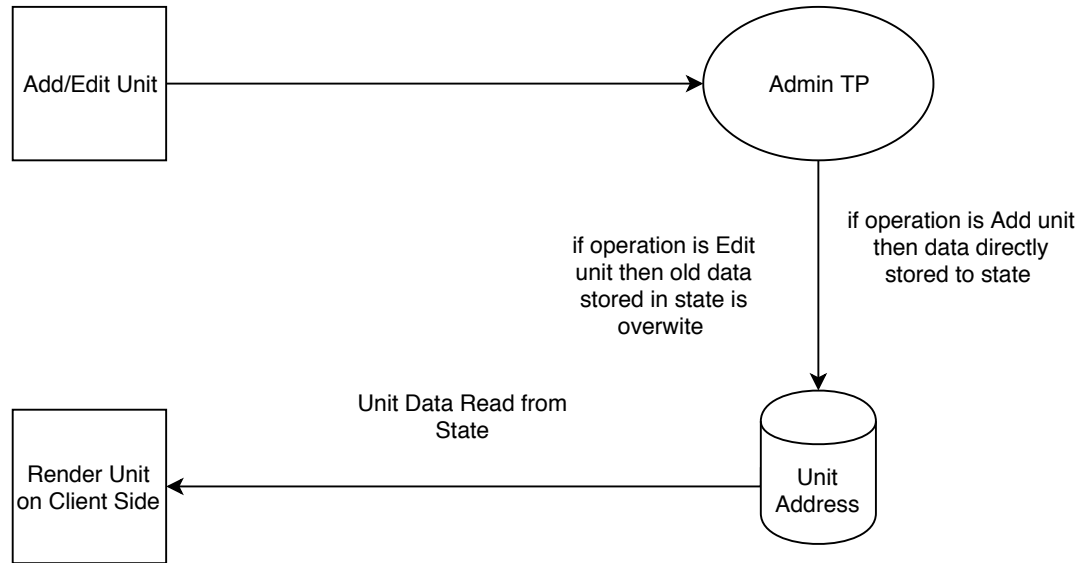 Add/Edit Unit
Admin TP
if operation is Edit
unit then old data
stored in state is
overwite
if operation is Add unit
then data directly
stored to state
Unit Data Read from
State
Render Unit
on Client Side
Unit
Address